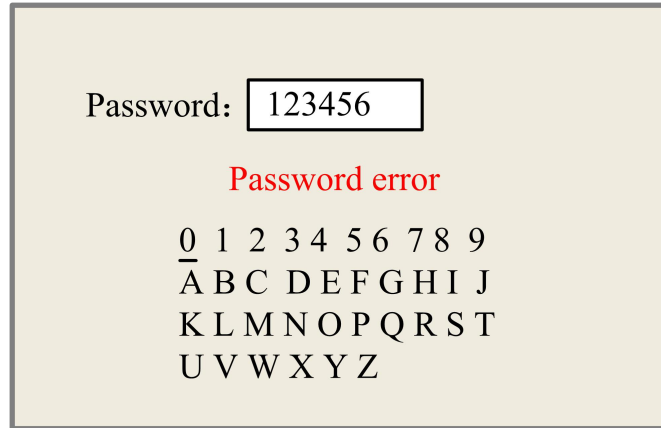 Password： 123456
Password error
0 1 2 3 4 5 6 7 8 9
A B C D E F G H I J
K L M N O P Q R S T
U V W X Y Z